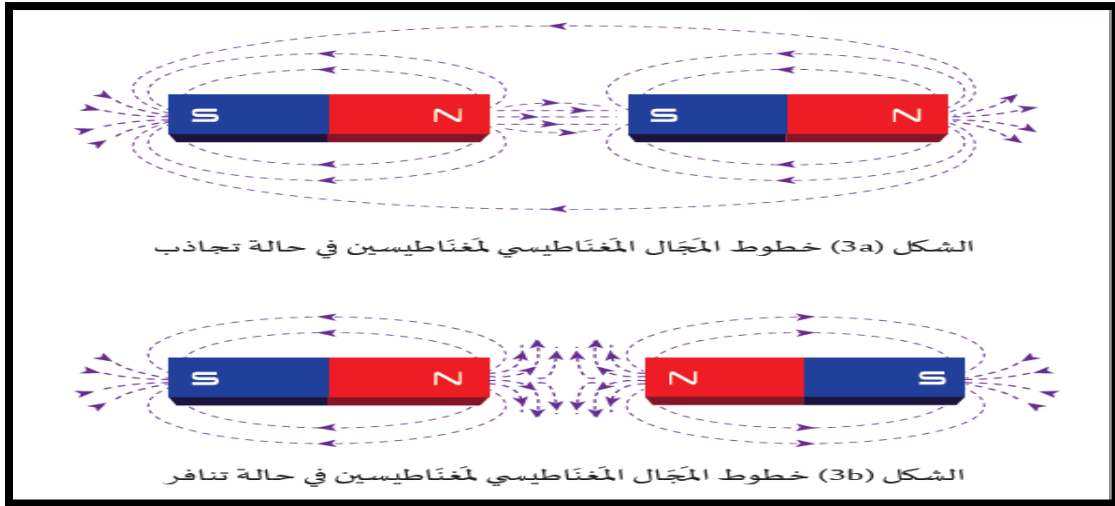 S N S N
الشكل (3a) خطوط المَجَال المَغنَاطيسي لمَغنَاطيسين في حالة تجاذب
S N N S
الشكل (3b) خطوط المَجَال المَغنَاطيسي لمَغنَاطيسين في حالة تنافر